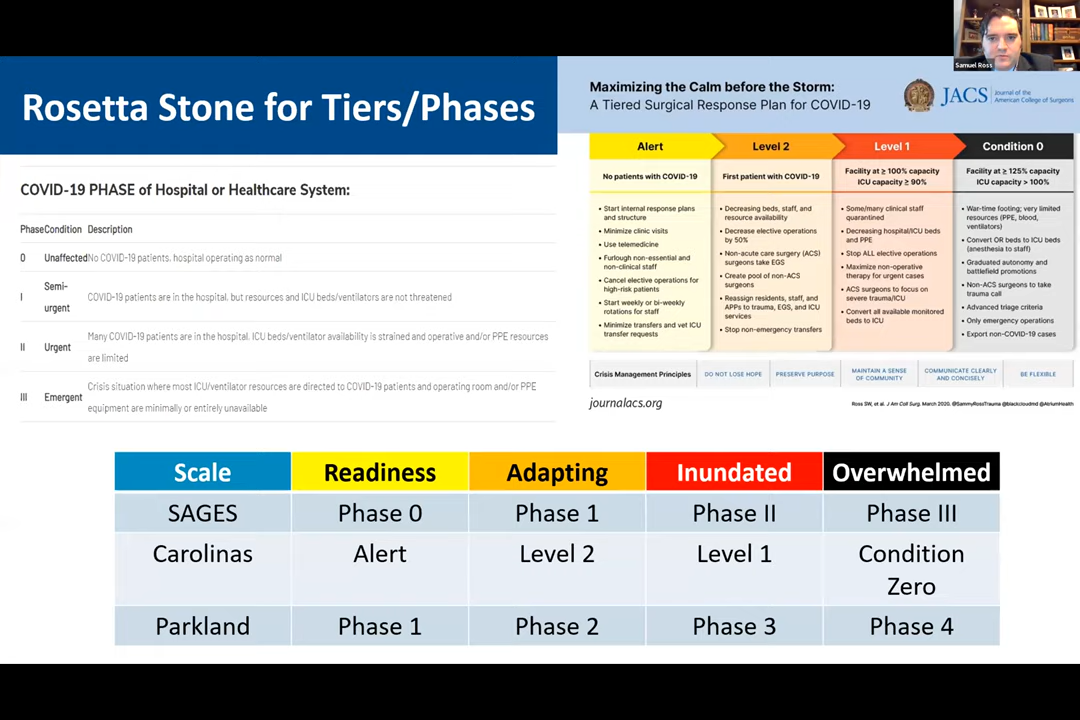 Samuel Ross
Rosetta Stone for Tiers/Phases
COVID-19 PHASE of Hospital or Healthcare System:
Phase Condition Description
0 Unaffected No COVID-19 patients, hospital operating as normal
I Semi-urgent COVID-19 patients are in the hospital, but resources and ICU beds/ventilators are not threatened
II Urgent Many COVID-19 patients are in the hospital, ICU beds/ventilator availability is strained and operative and/or PPE resources
are limited
III Emergent Crisis situation where most ICU/ventilator resources are directed to COVID-19 patients and operating room and/or PPE
equipment are minimally or entirely unavailable
Maximizing the Calm before the Storm:
A Tiered Surgical Response Plan for COVID-19
JACS Journal of the
American College of Surgeons
Alert Level 2 Level 1 Condition 0
No patients with COVID-19
First patient with COVID-19
Facility at ≥ 100% capacity
ICU capacity ≥ 90%
Facility at ≥ 125% capacity
ICU capacity > 100%
• Start internal response plans
and structure
• Minimize clinic visits
• Use telemedicine
• Furlough non-essential and
non-clinical staff
• Cancel elective operations for
high-risk patients
• Start weekly or bi-weekly
rotations for staff
• Minimize transfers and vet ICU
transfer requests
• Decreasing beds, staff, and
resource availability
• Decrease elective operations
by 50%
• Non-acute care surgery (ACS)
surgeons take EGS
• Create pool of non-ACS
surgeons
• Reassign residents, staff, and
APPs to trauma, EGS, and ICU
services
• Stop non-emergency transfers
• Some/many clinical staff
quarantined
• Decreasing hospital/ICU beds
and PPE
• Stop ALL elective operations
• Maximize non-operative
therapy for urgent cases
• ACS surgeons to focus on
severe trauma/ICU
• Convert all available monitored
beds to ICU
• War-time footing; very limited
resources (PPE, blood,
ventilators)
• Convert OR beds to ICU beds
(anesthesia to staff)
• Graduated autonomy and
battlefield promotions
• Non-ACS surgeons to take
trauma call
• Advanced triage criteria
• Only emergency operations
• Export non-COVID-19 cases
Crisis Management Principles
DO NOT LOSE HOPE
PRESERVE PURPOSE
MAINTAIN A SENSE
OF COMMUNITY
COMMUNICATE CLEARLY
AND CONCISELY
BE FLEXIBLE
journalacs.org
Ross SW, et al. J Am Coll Surg. March 2020. @SammyRossTrauma @blackcloudmd @AtriumHealth
Scale Readiness Adapting Inundated Overwhelmed
SAGES Phase 0 Phase 1 Phase II Phase III
Carolinas Alert Level 2 Level 1 Condition
Zero
Parkland Phase 1 Phase 2 Phase 3 Phase 4